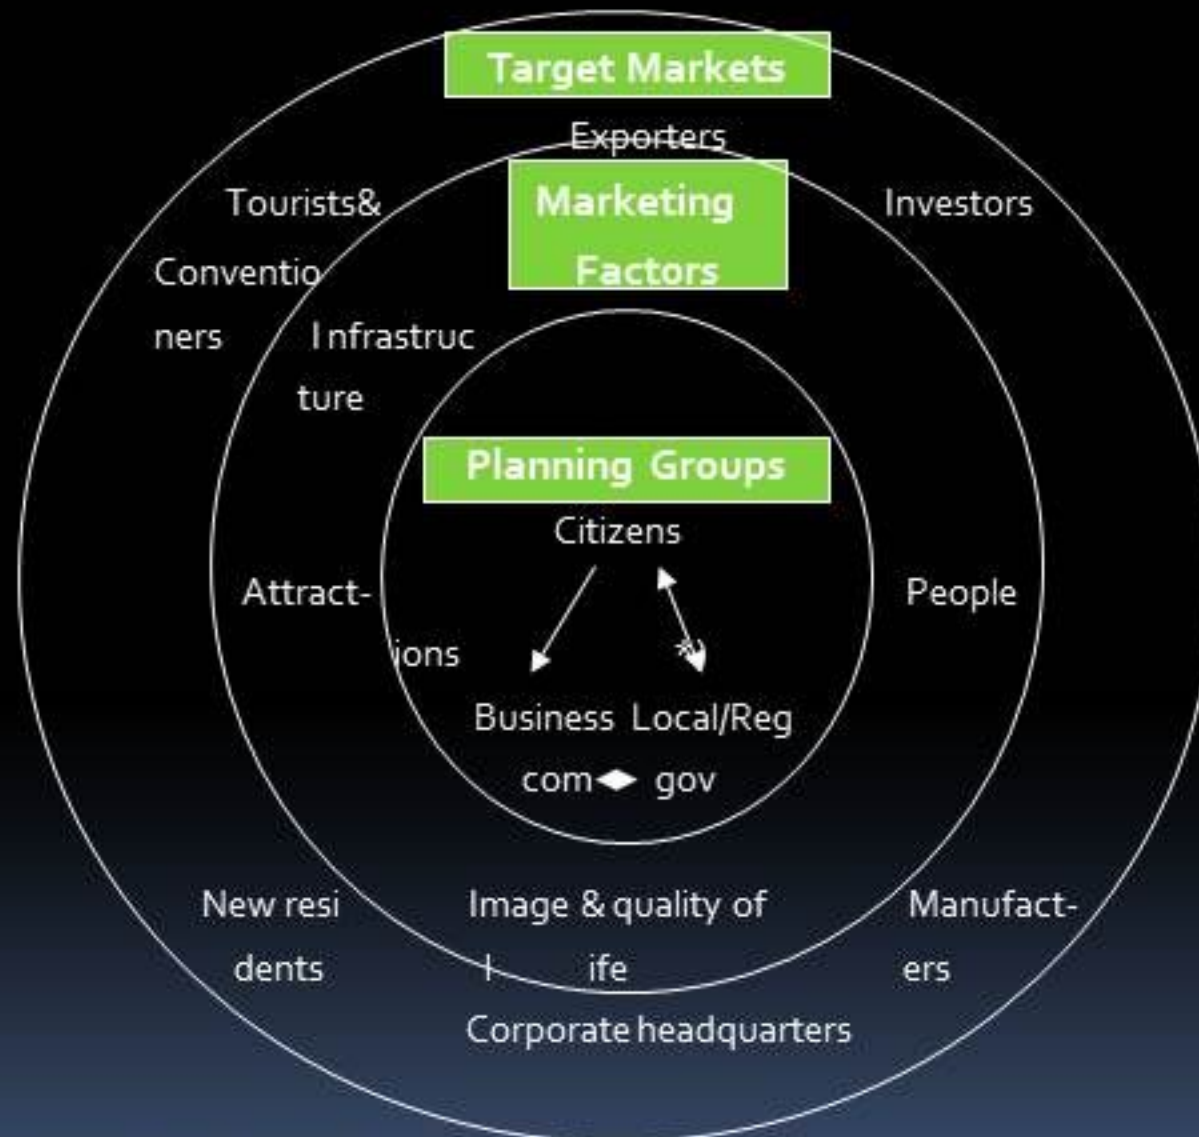 Target Markets
Exporters
Tourists& Marketing Investors
Conventio Factors
ners Infrastruc
ture
Planning Groups
Citizens
Attract- People
ions
Business Local/Reg
com gov
New resi Image & quality of Manufact-
dents l ife ers
Corporate headquarters